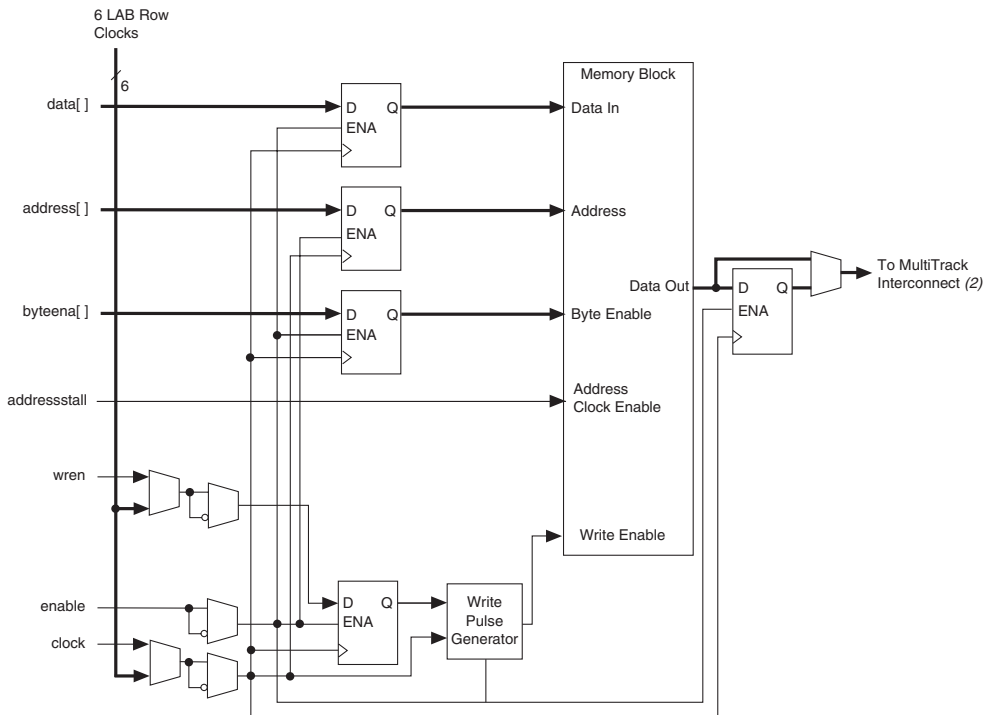 6 LAB Row
Clocks
6
data[ ]
D Q
ENA
Memory Block
Data In
address[ ]
D Q
ENA
Address
To MultiTrack
Interconnect (2)
Data Out
D Q
ENA
byteena[ ]
D Q
ENA
Byte Enable
addressstall
Address
Clock Enable
wren
Write Enable
enable
D Q
ENA
Write
Pulse
Generator
clock